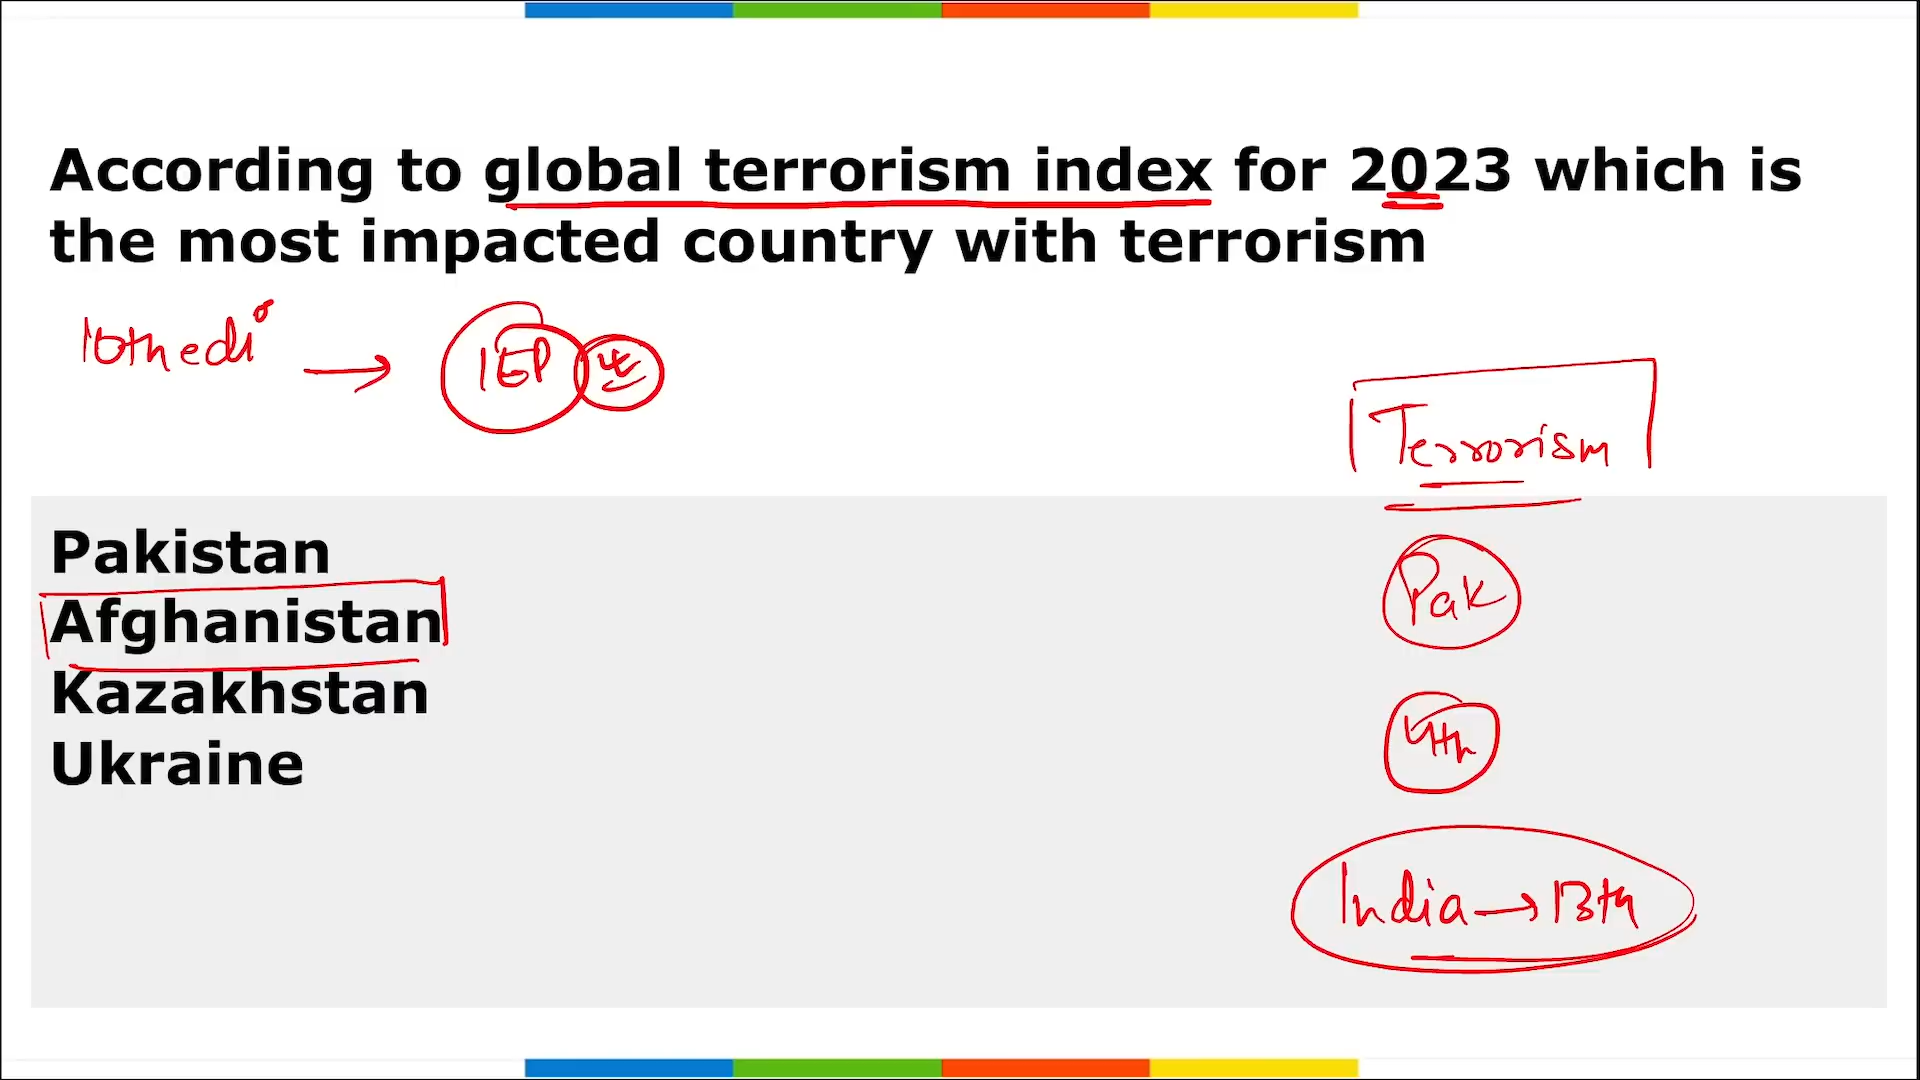 According to global terrorism index for 2023 which is
the most impacted country with terrorism
10th edi
IEP
Terrorism
Pakistan
Afghanistan
Kazakhstan
Ukraine
Pak
India → 13th